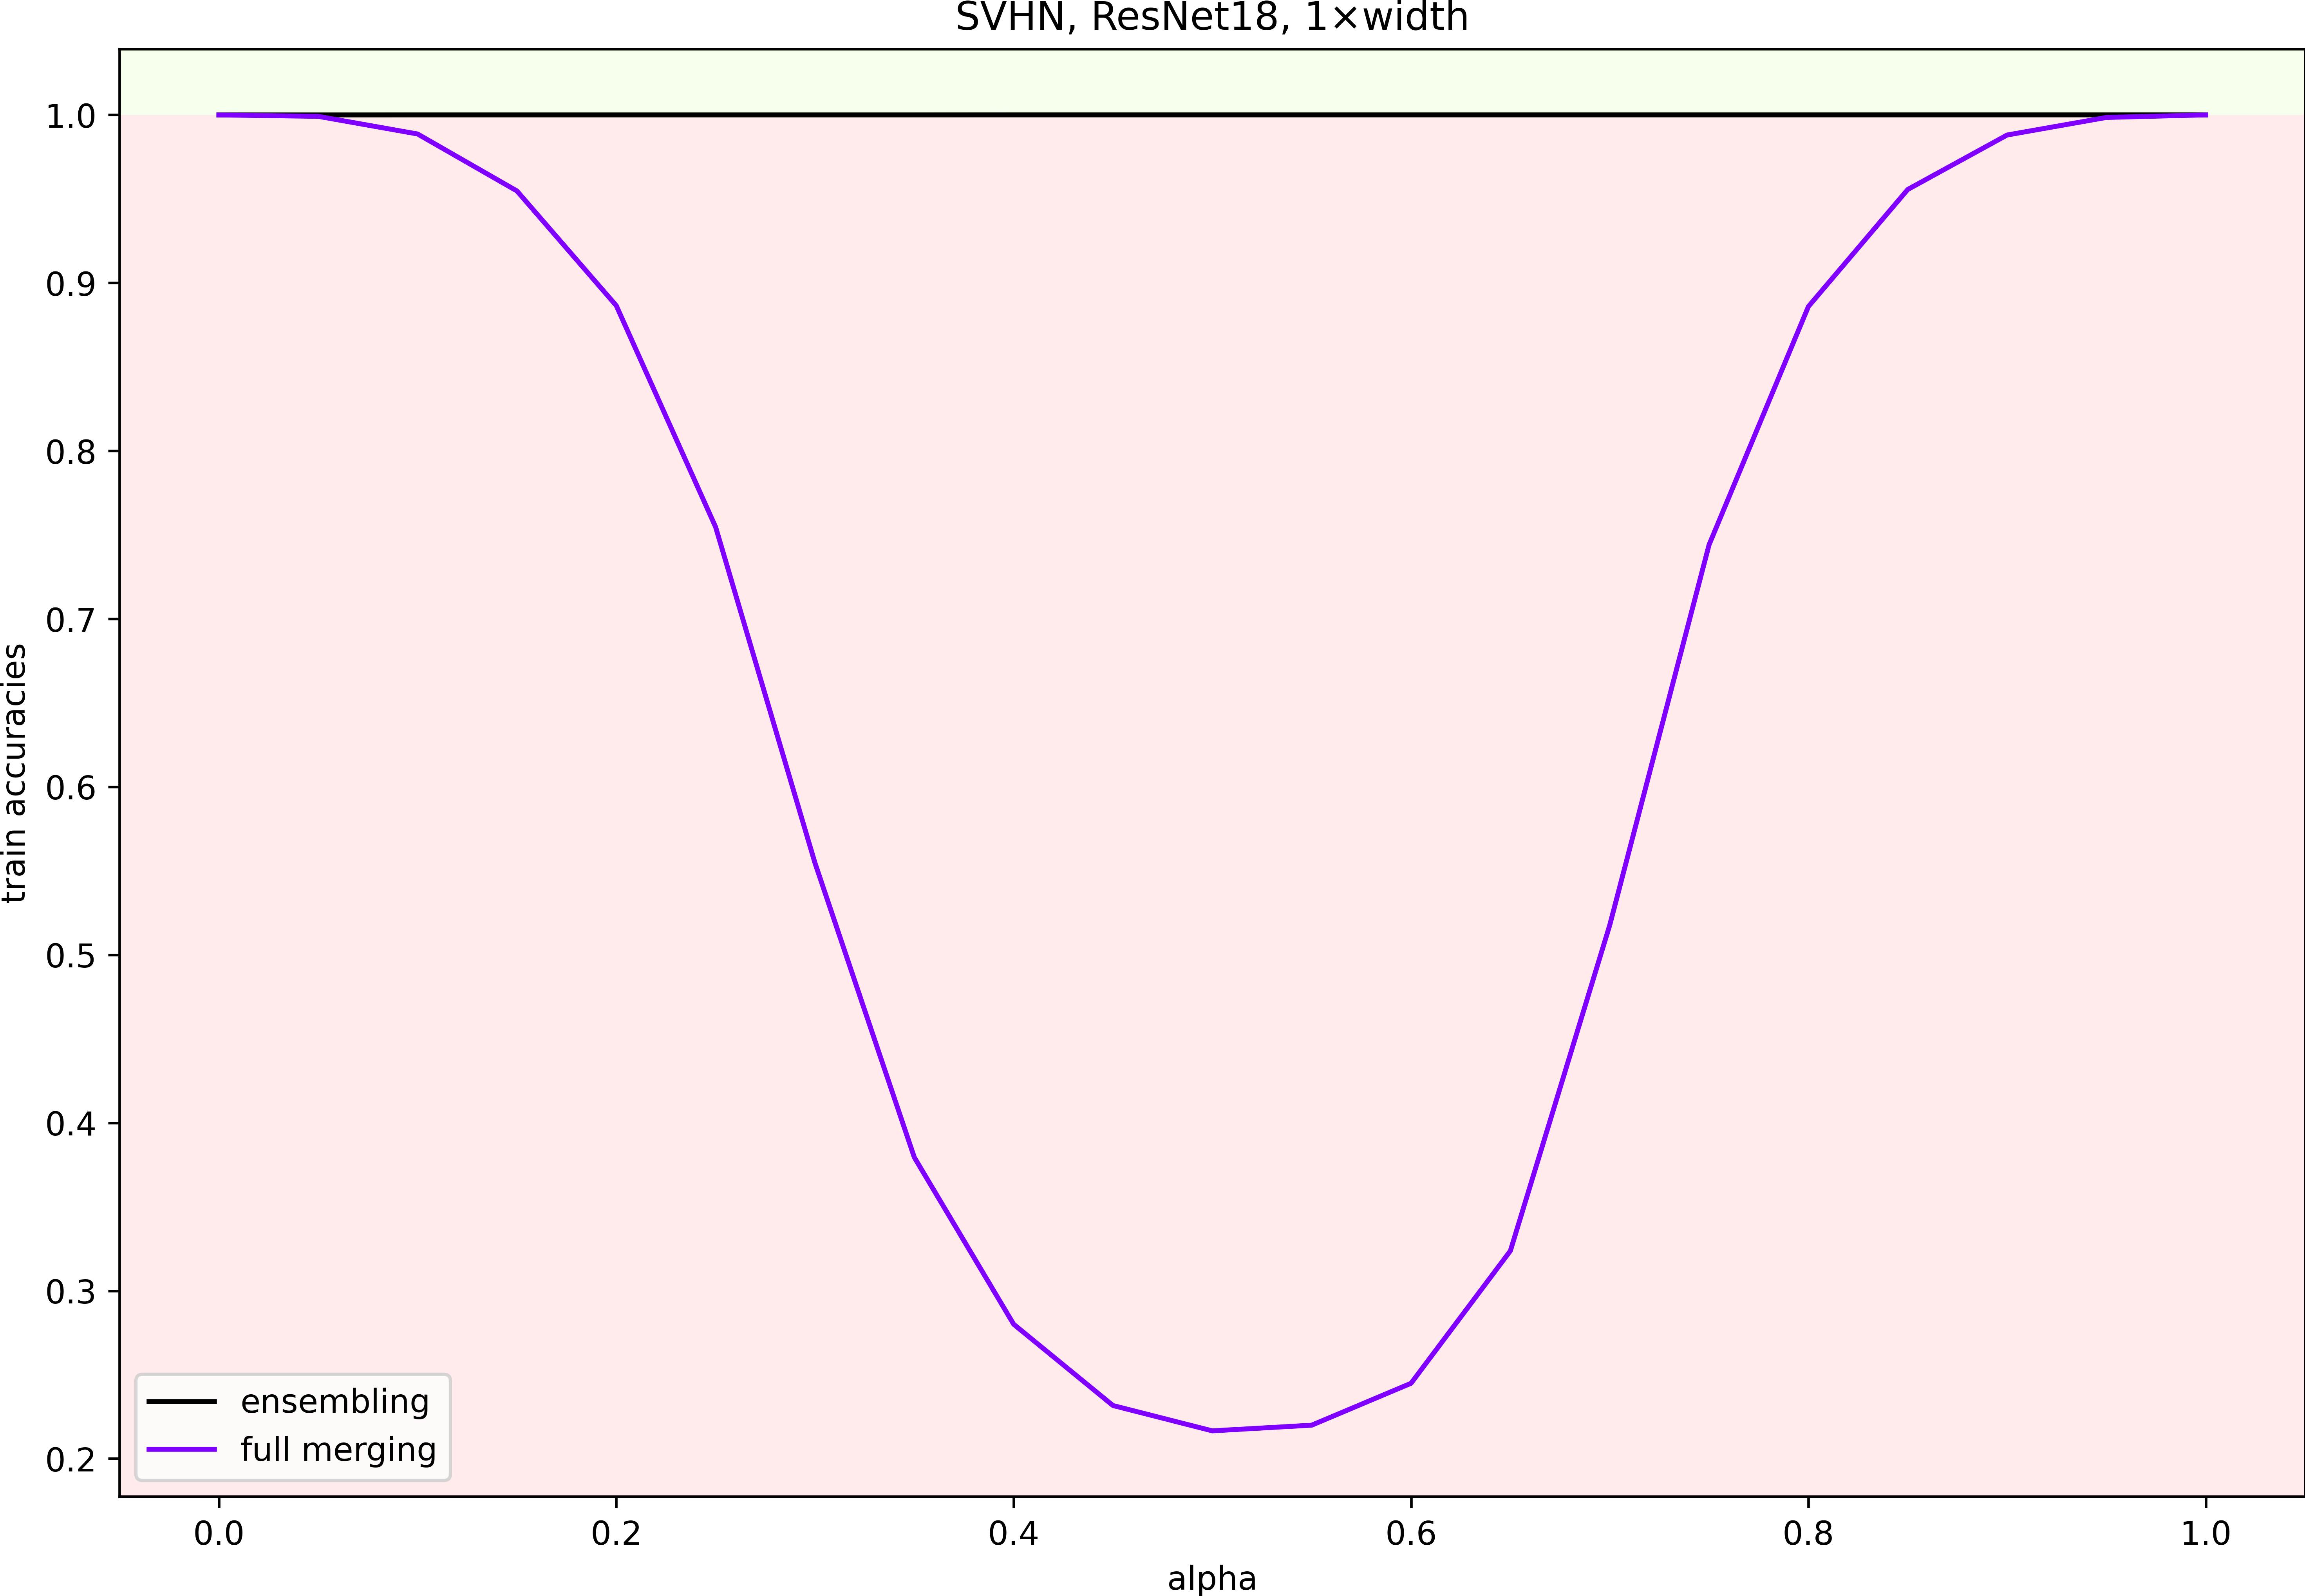 SVHN, ResNet18, 1×width
train accuracies
1.0
0.9
0.8
0.7
0.6
0.5
0.4
0.3
0.2
ensembling
full merging
0.0 0.2 0.4 0.6 0.8 1.0
alpha